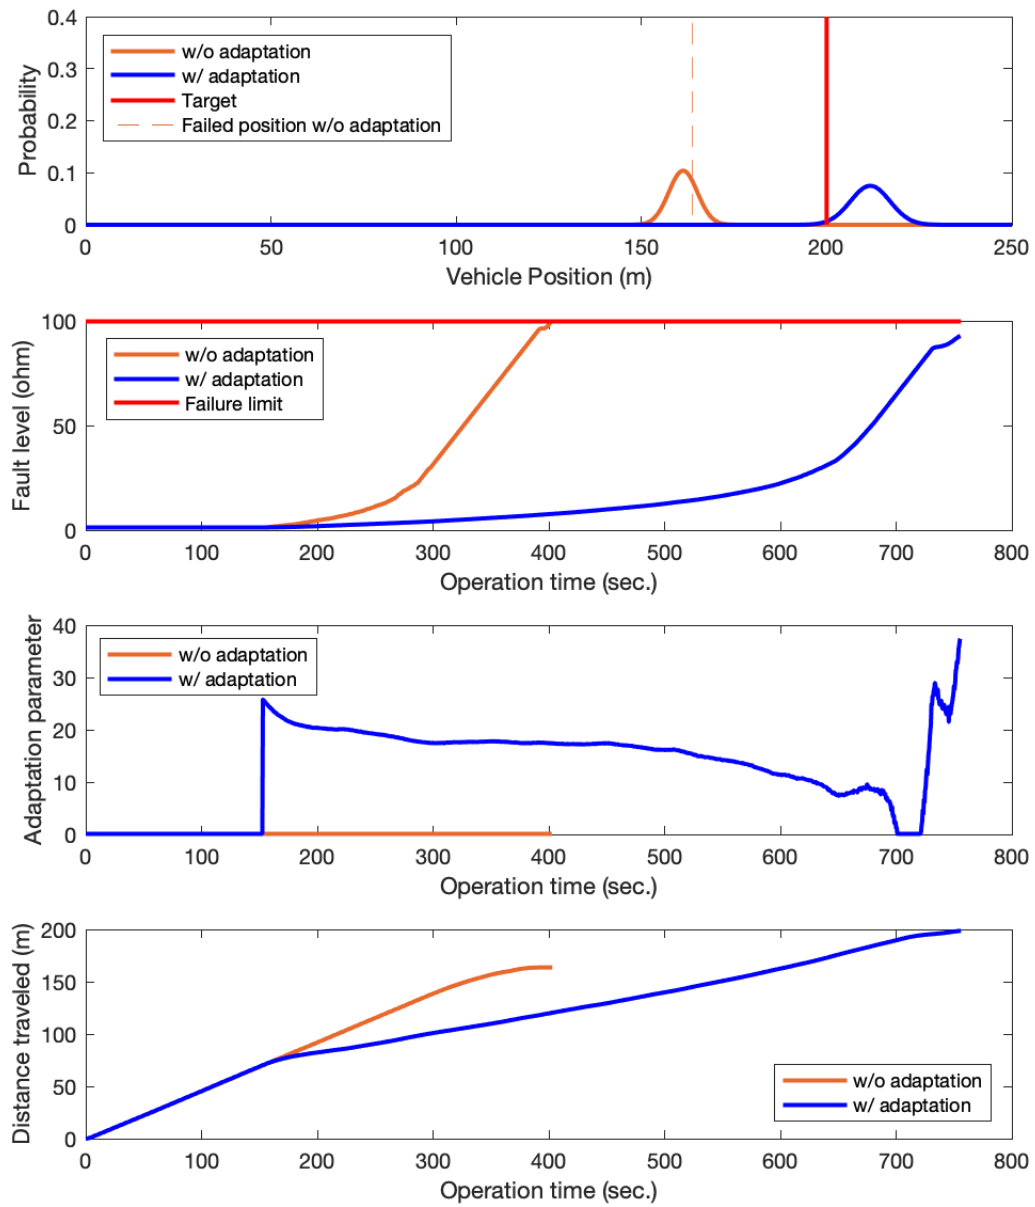 0.4
0.3
0.2
0.1
0
Probability
w/o adaptation
w/ adaptation
Target
Failed position w/o adaptation
0 50 100 150 200 250
Vehicle Position (m)
100
50
0
Fault level (ohm)
w/o adaptation
w/ adaptation
Failure limit
0 100 200 300 400 500 600 700 800
Operation time (sec.)
40
30
20
10
0
Adaptation parameter
w/o adaptation
w/ adaptation
0 100 200 300 400 500 600 700 800
Operation time (sec.)
200
150
100
50
0
Distance traveled (m)
w/o adaptation
w/ adaptation
0 100 200 300 400 500 600 700 800
Operation time (sec.)